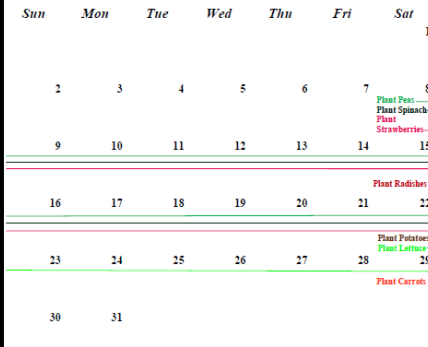 Sun Mon Tue Wed Thu Fri Sat
2 3 4 5 6 7 8
Plant Peas
Plant Spinach
Plant
Strawberries
9 10 11 12 13 14 15
Plant Radishes
16 17 18 19 20 21 22
Plant Potatoes
Plant Lettuce
23 24 25 26 27 28 29
Plant Carrots
30 31